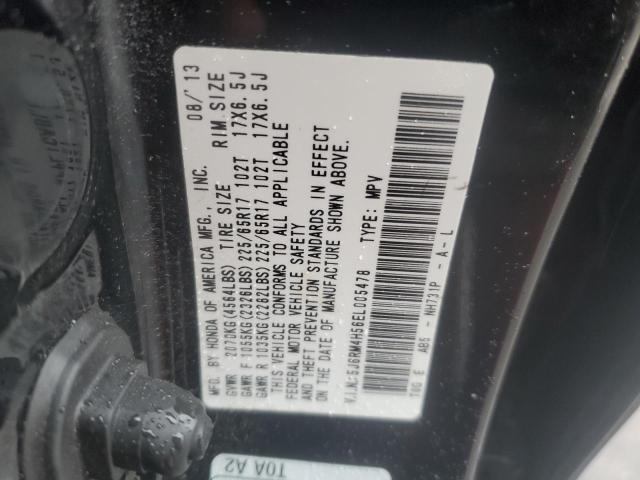 MFD. BY HONDA OF AMERICA MFG. INC. 08/'13
GVWR 2070KG(4564LBS) TIRE SIZE RIM SIZE
GAWR F 1055KG(2326LBS) 225/65R17 102T 17X6.5J
GAWR R 1035KG(2282LBS) 225/65R17 102T 17X6.5J
THIS VEHICLE CONFORMS TO ALL APPLICABLE
FEDERAL MOTOR VEHICLE SAFETY
AND THEFT PREVENTION STANDARDS IN EFFECT
ON THE DATE OF MANUFACTURE SHOWN ABOVE.
V.I.N.:5J6RM4H56EL005478 TYPE: MPV
T0G E AB5 NH731P - A - L
T0A A2